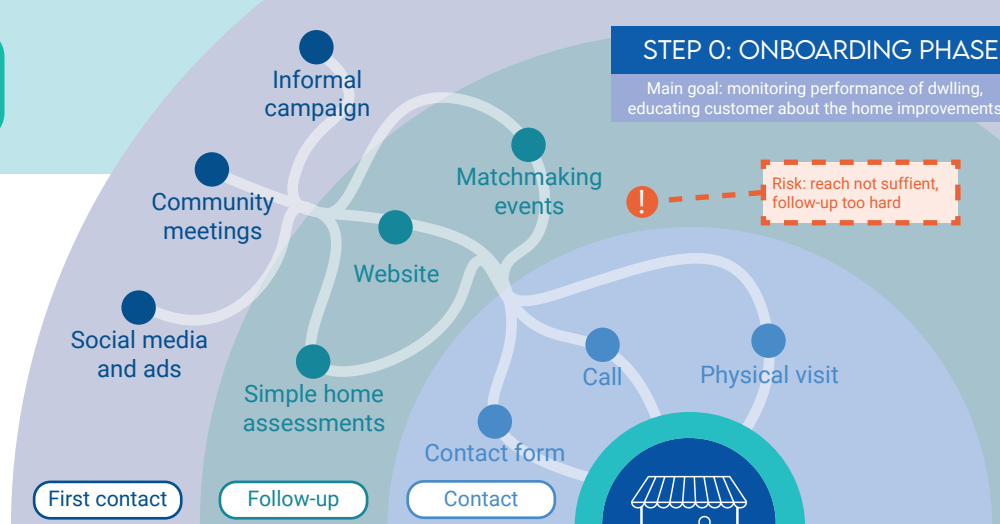 STEP 0: ONBOARDING PHASE
Main goal: monitoring performance of dwlling,
educating customer about the home improvements
Informal
campaign
Matchmaking
events
Risk: reach not suffient,
follow-up too hard
!
Community
meetings
Website
Social media
and ads
Simple home
assessments
Call
Physical visit
Contact form
First contact
Follow-up
Contact